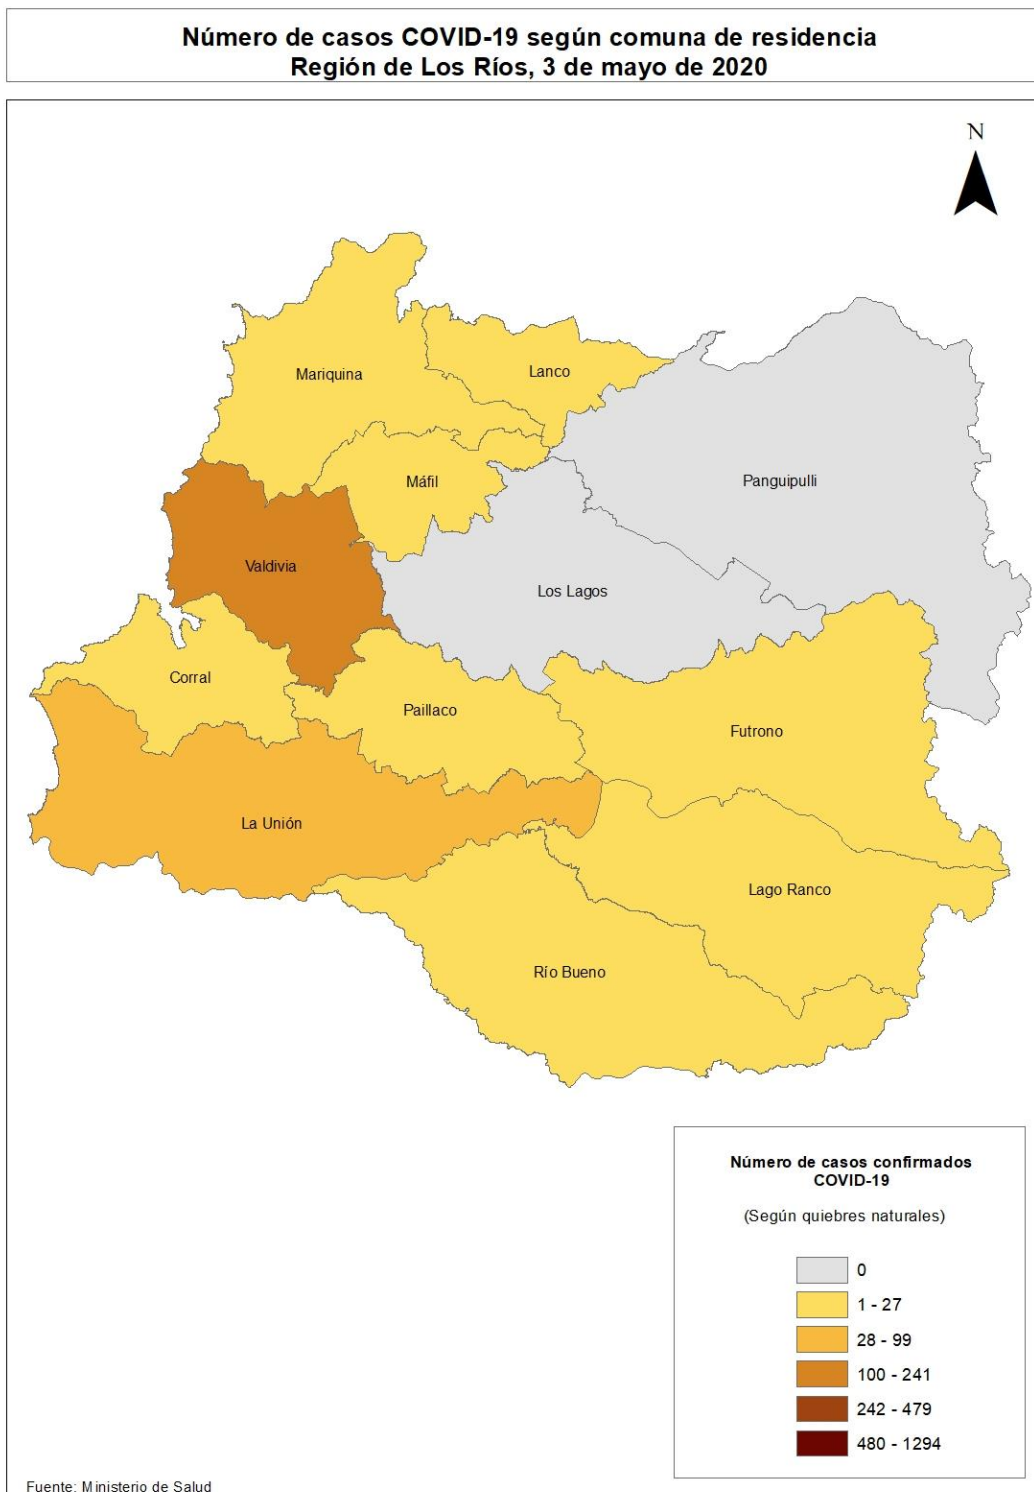 Número de casos COVID-19 según comuna de residencia
Región de Los Ríos, 3 de mayo de 2020
N
Mariquina
Lanco
Máfil
Panguipulli
Valdivia
Los Lagos
Corral
Paillaco
Futrono
La Unión
Lago Ranco
Río Bueno
Número de casos confirmados
COVID-19
(Según quiebres naturales)
0
1 - 27
28 - 99
100 - 241
242 - 479
480 - 1294
Fuente: Ministerio de Salud